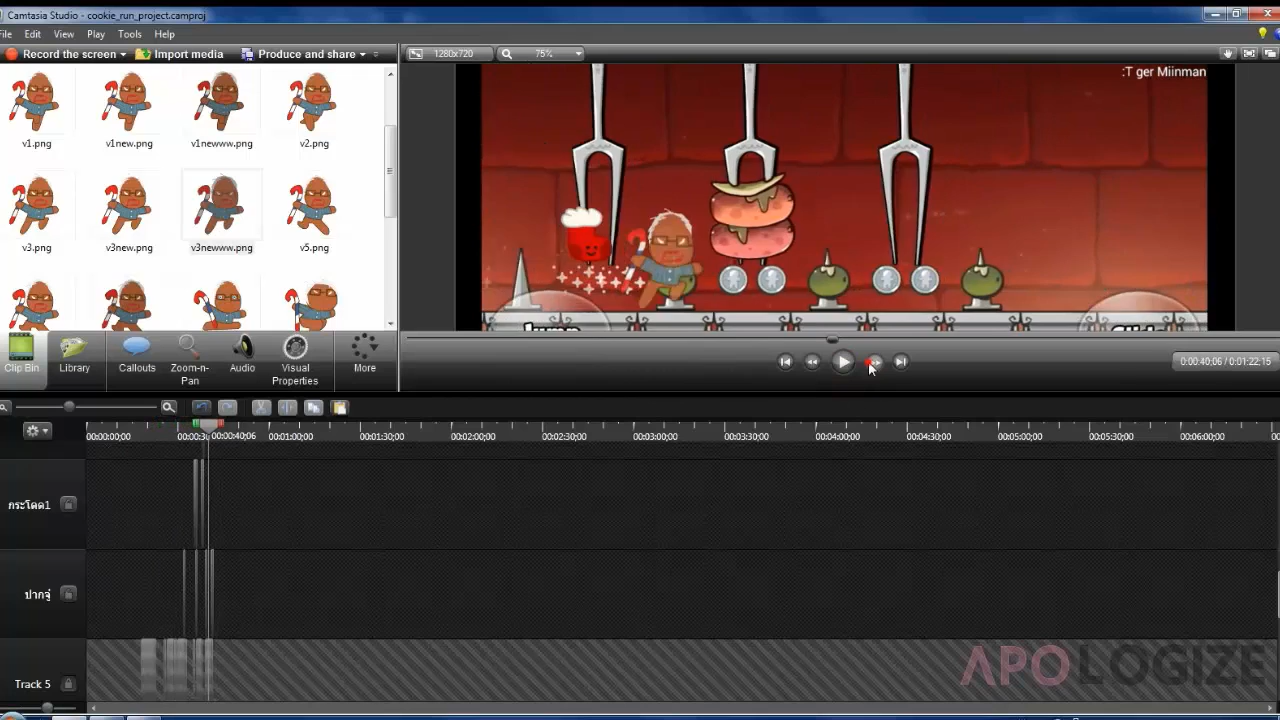 Camtasia Studio - cookie_run_project.camproj
File Edit View Play Tools Help
Record the screen Import media Produce and share
1280x720 75%
:T ger Miinman
v1.png v1new.png v1newww.png v2.png
v3.png v3new.png v3newww.png v5.png
Clip Bin Library Callouts Zoom-n-Pan Audio Visual Properties More
0:00:40;06 / 0:01:22;15
00:00:00;00 00:00:3 00:00:40;06 00:01:00;00 00:01:30;00 00:02:00;00 00:02:30;00 00:03:00;00 00:03:30;00 00:04:00;00 00:04:30;00 00:05:00;00 00:05:30;00 00:06:00;00
กระโดด1
ปากจู๋
Track 5
APOLOGIZE